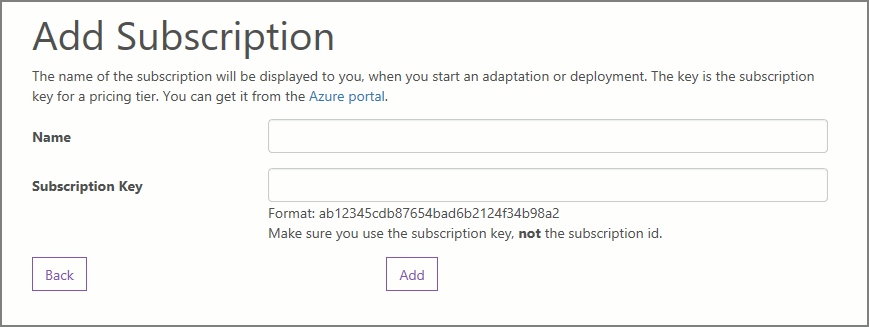 Add Subscription
The name of the subscription will be displayed to you, when you start an adaptation or deployment. The key is the subscription
key for a pricing tier. You can get it from the Azure portal.
Name
Subscription Key
Format: ab12345cdb87654bad6b2124f34b98a2
Make sure you use the subscription key, not the subscription id.
Back
Add